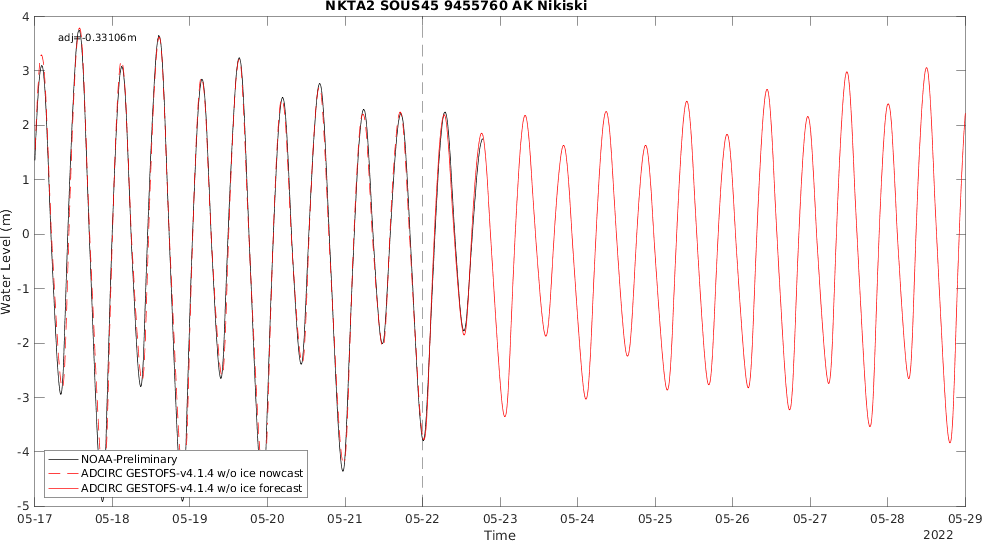 NKTA2 SOUS45 9455760 AK Nikiski
adj=-0.33106m
4
3
2
1
0
-1
-2
-3
-4
-5
Water Level (m)
NOAA-Preliminary
ADCIRC GESTOFS-v4.1.4 w/o ice nowcast
ADCIRC GESTOFS-v4.1.4 w/o ice forecast
05-17 05-18 05-19 05-20 05-21 05-22 05-23 05-24 05-25 05-26 05-27 05-28 05-29
Time
2022